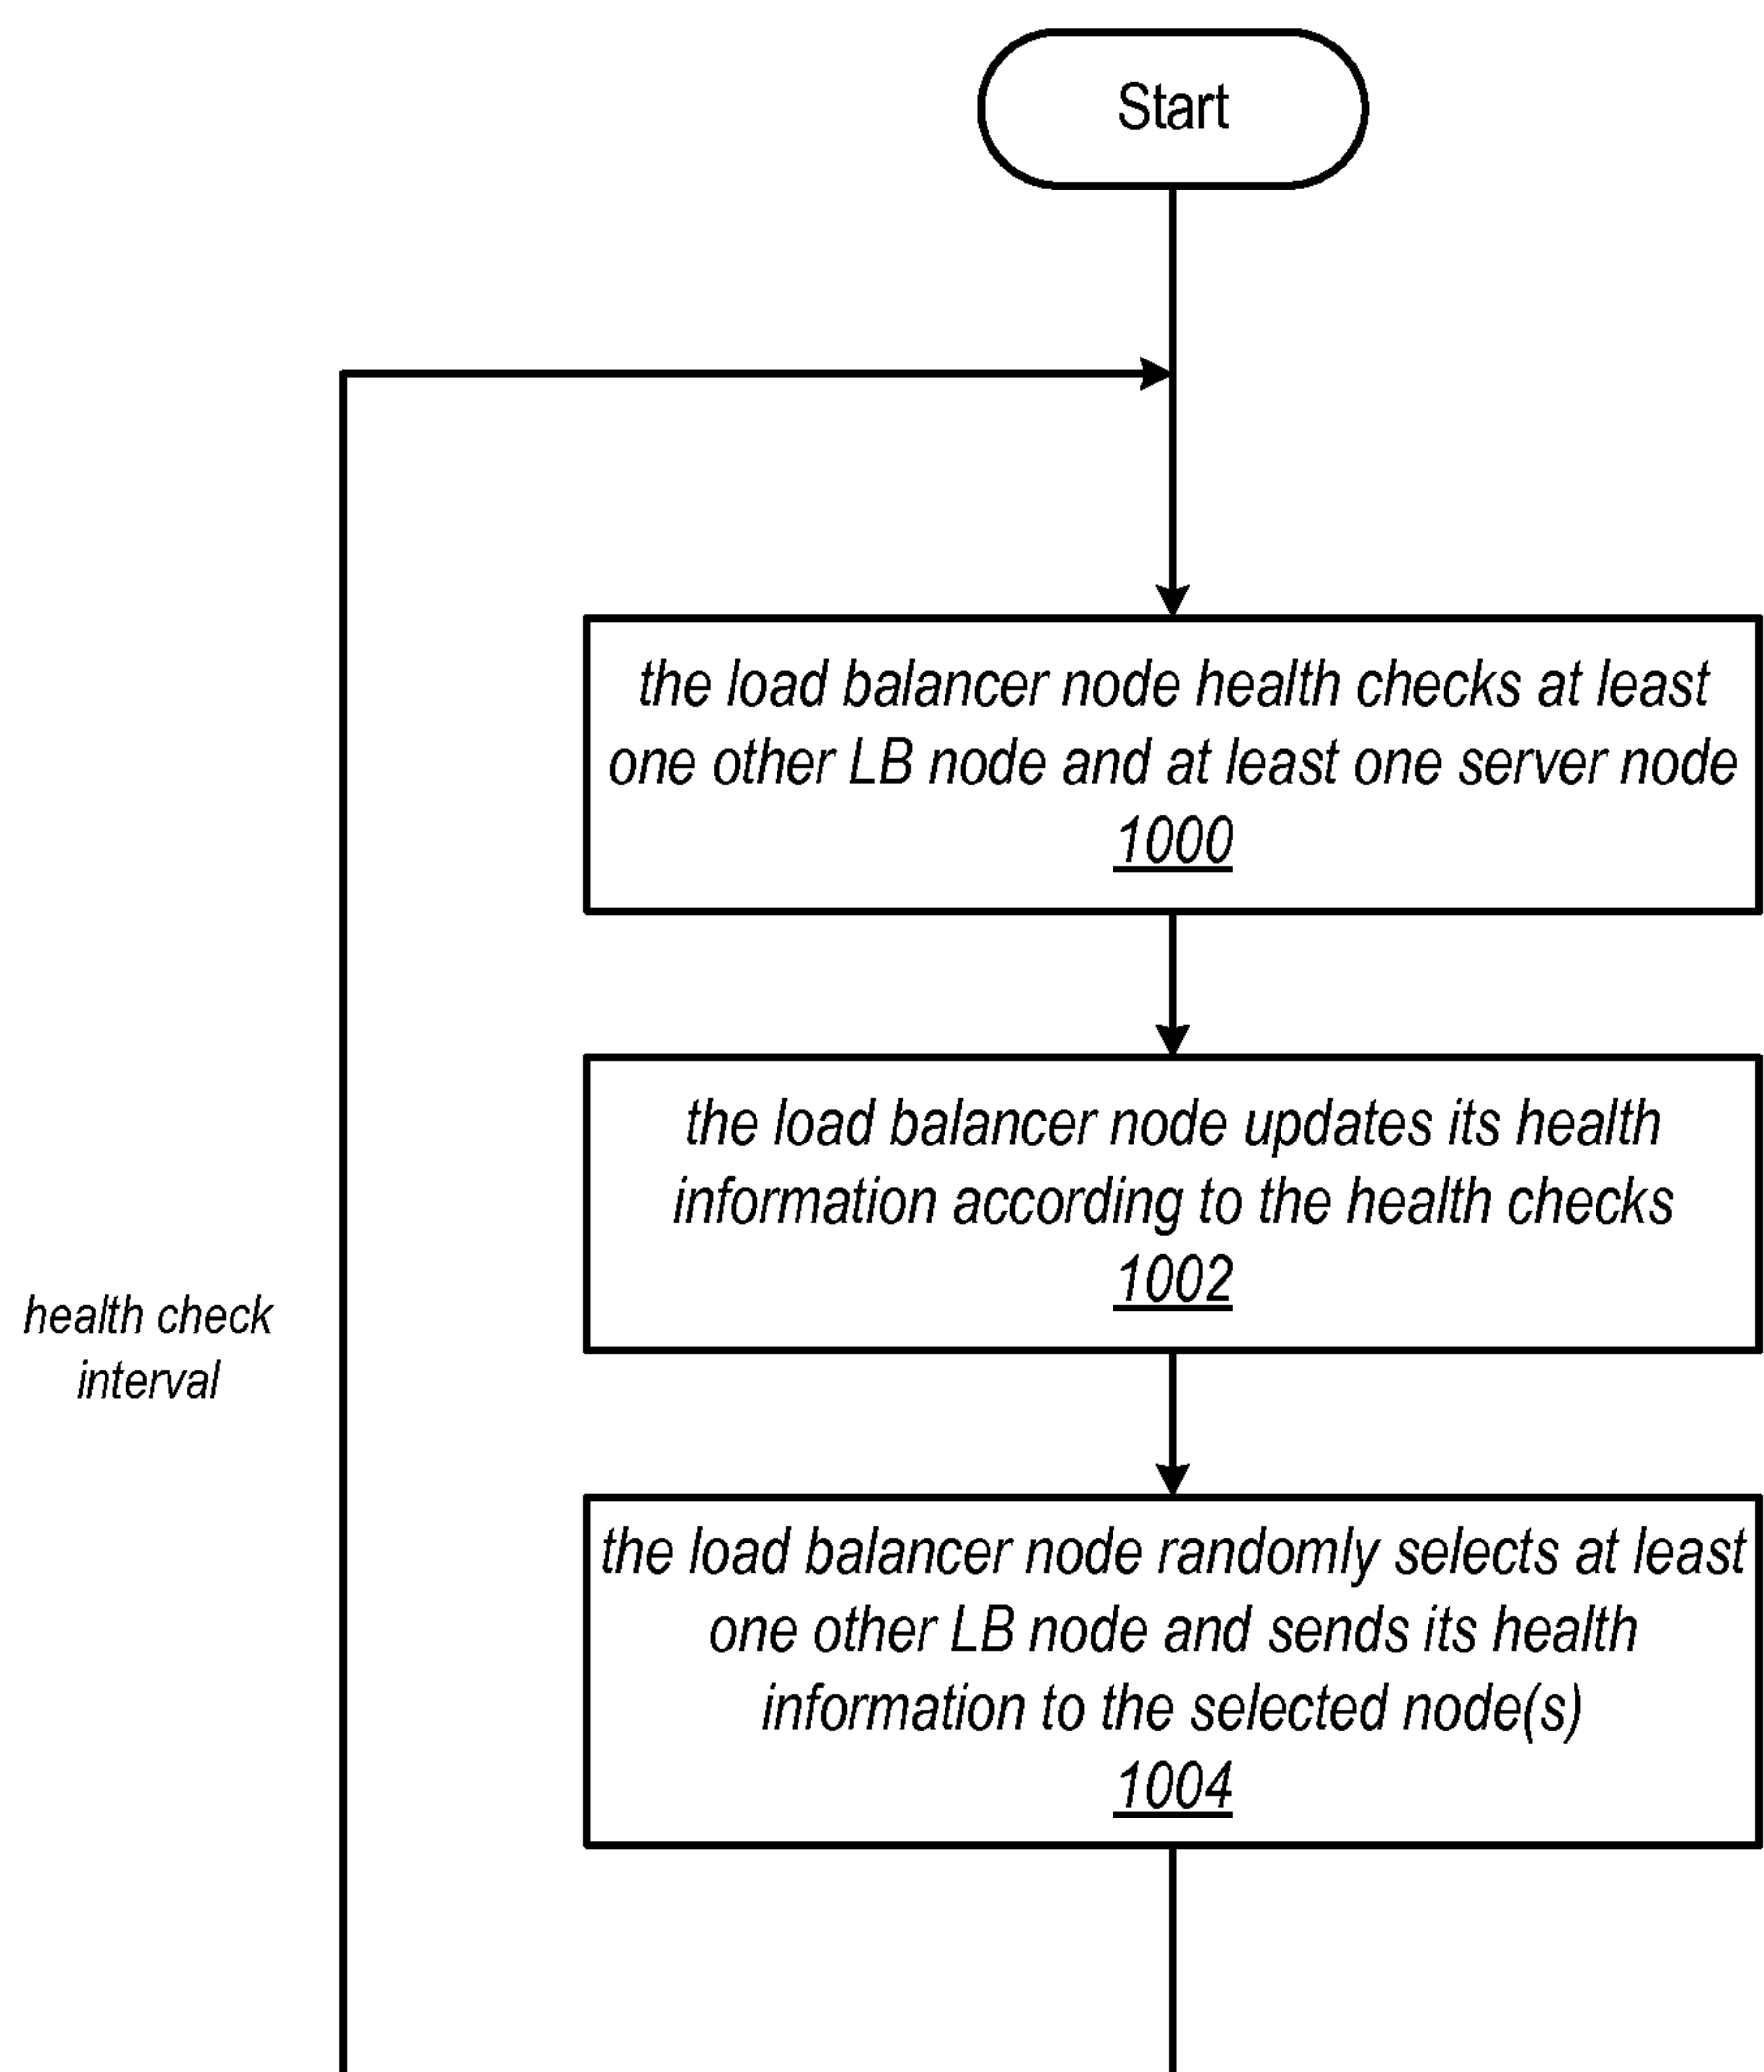 Start
the load balancer node health checks at least
one other LB node and at least one server node
1000
the load balancer node updates its health
information according to the health checks
1002
health check
interval
the load balancer node randomly selects at least
one other LB node and sends its health
information to the selected node(s)
1004